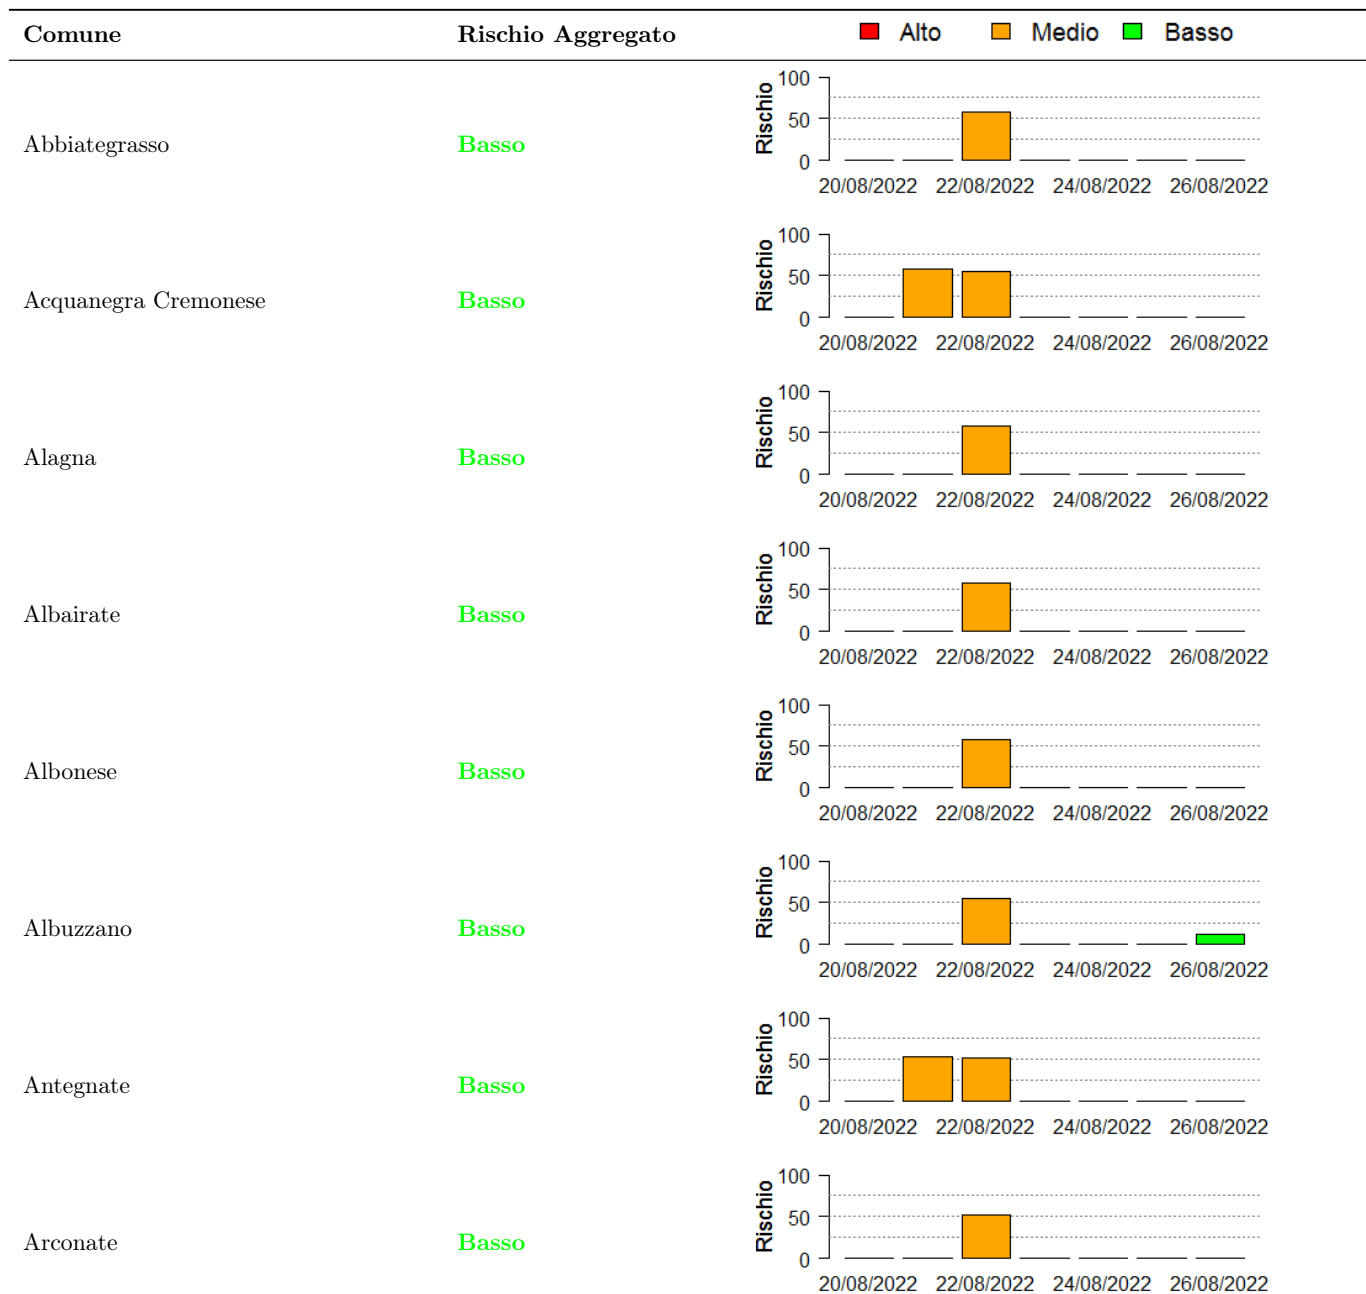 Comune Rischio Aggregato Alto Medio Basso
Abbiategrasso Basso Rischio 100 50 0
20/08/2022 22/08/2022 24/08/2022 26/08/2022
Acquanegra Cremonese Basso Rischio 100 50 0
20/08/2022 22/08/2022 24/08/2022 26/08/2022
Alagna Basso Rischio 100 50 0
20/08/2022 22/08/2022 24/08/2022 26/08/2022
Albairate Basso Rischio 100 50 0
20/08/2022 22/08/2022 24/08/2022 26/08/2022
Albonese Basso Rischio 100 50 0
20/08/2022 22/08/2022 24/08/2022 26/08/2022
Albuzzano Basso Rischio 100 50 0
20/08/2022 22/08/2022 24/08/2022 26/08/2022
Antegnate Basso Rischio 100 50 0
20/08/2022 22/08/2022 24/08/2022 26/08/2022
Arconate Basso Rischio 100 50 0
20/08/2022 22/08/2022 24/08/2022 26/08/2022